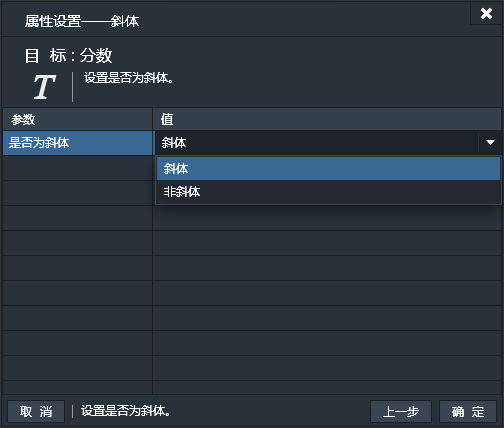 属性设置——斜体
目 标 : 分数
T
设置是否为斜体。
参数 值
是否为斜体 斜体
斜体
非斜体
取 消 设置是否为斜体。 上一步 确 定